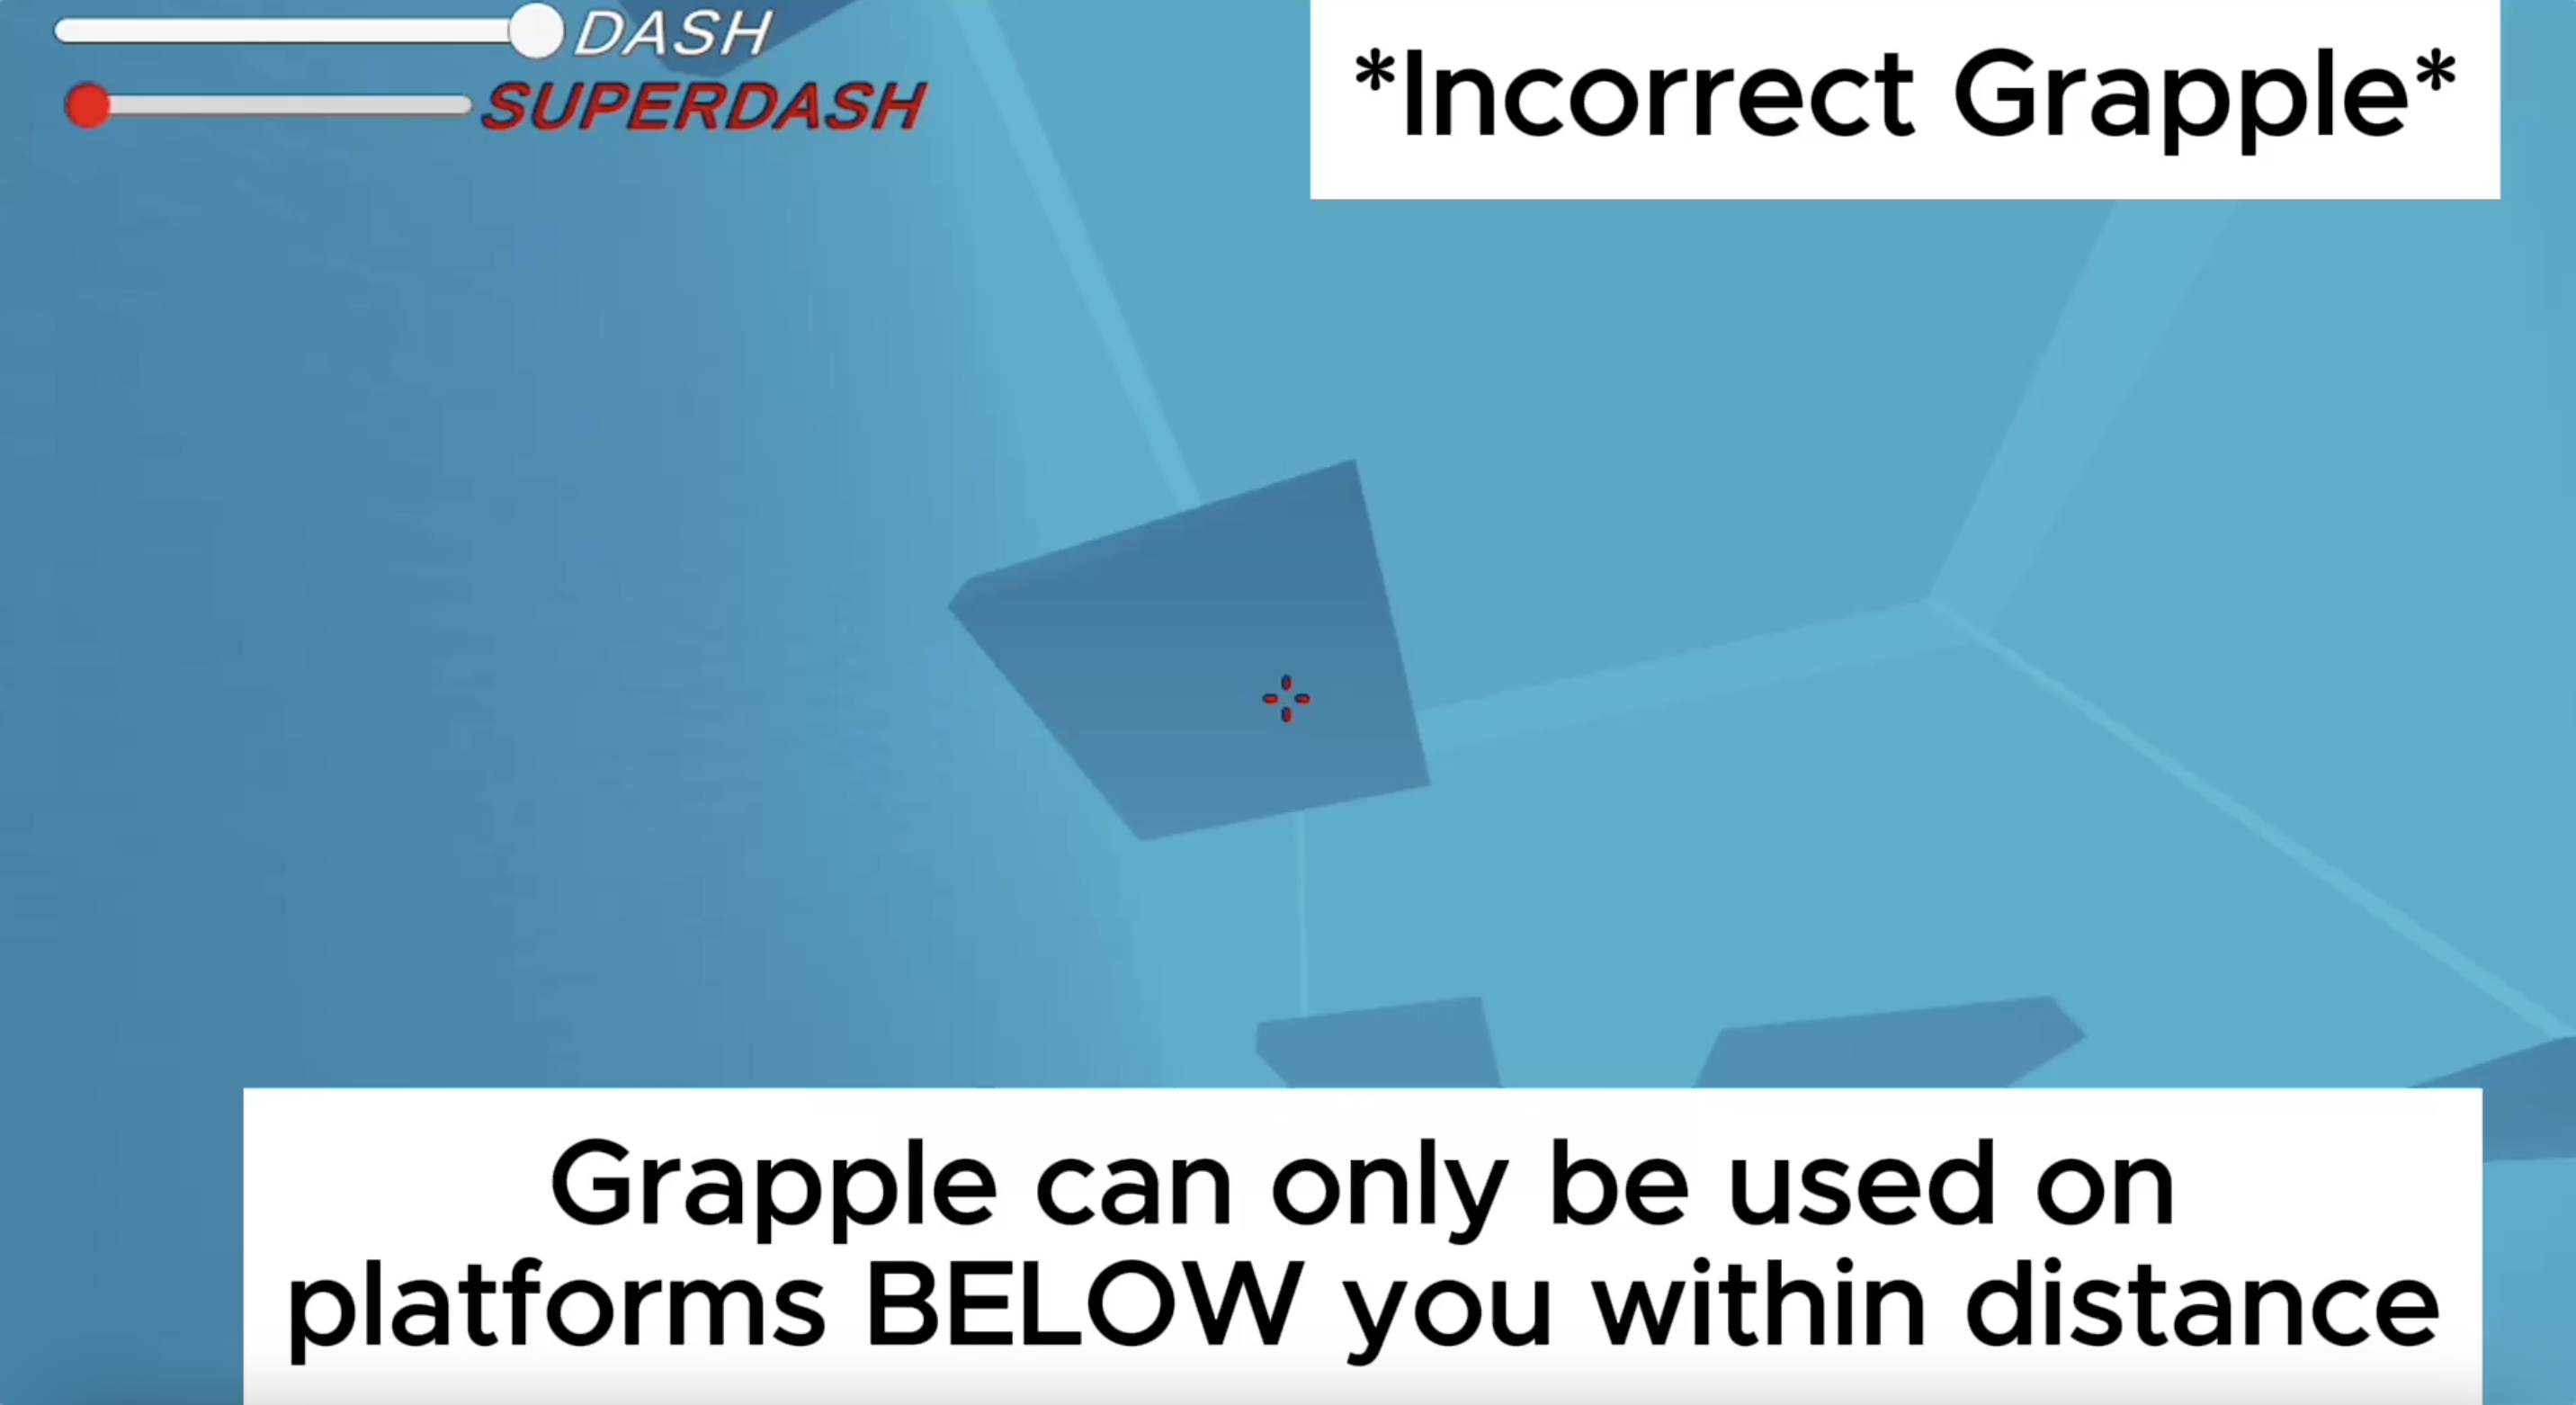 DASH
SUPERDASH
*Incorrect Grapple*
Grapple can only be used on
platforms BELOW you within distance